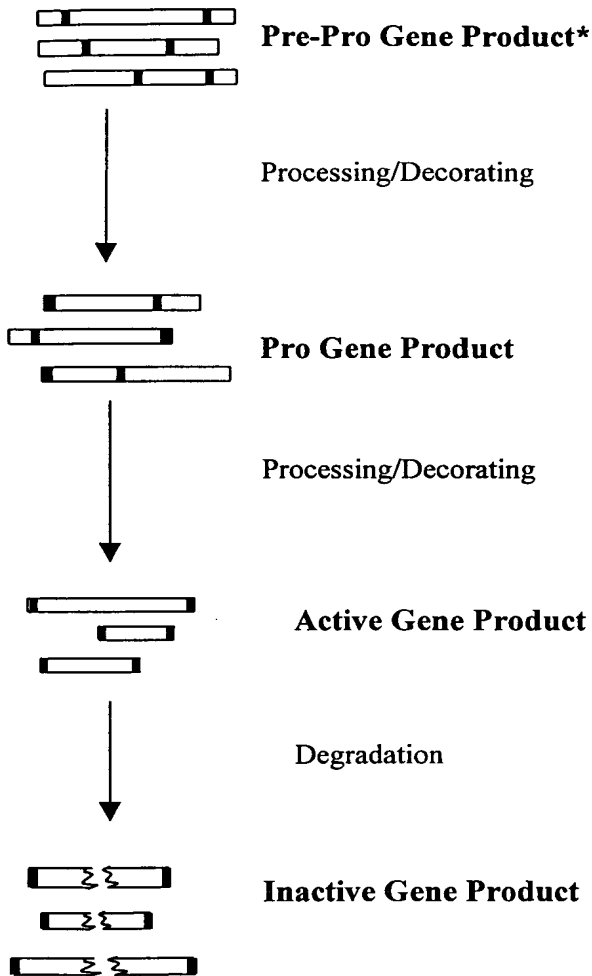 Pre-Pro Gene Product*
Processing/Decorating
Pro Gene Product
Processing/Decorating
Active Gene Product
Degradation
Inactive Gene Product